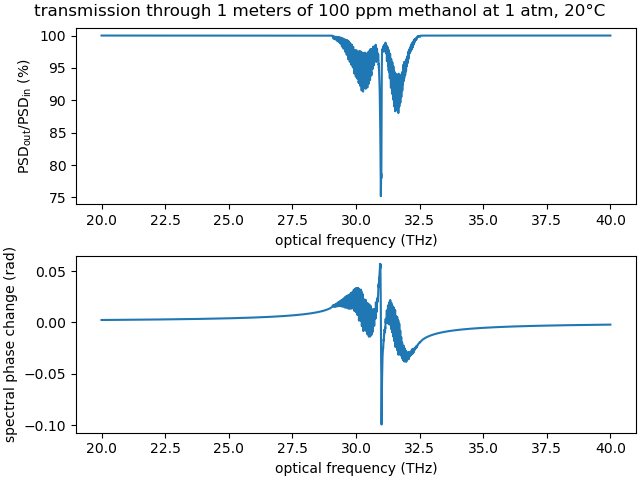 transmission through 1 meters of 100 ppm methanol at 1 atm, 20°C
PSD_out/PSD_in (%)
100
95
90
85
80
75
20.0 22.5 25.0 27.5 30.0 32.5 35.0 37.5 40.0
optical frequency (THz)
spectral phase change (rad)
0.05
0.00
−0.05
−0.10
20.0 22.5 25.0 27.5 30.0 32.5 35.0 37.5 40.0
optical frequency (THz)